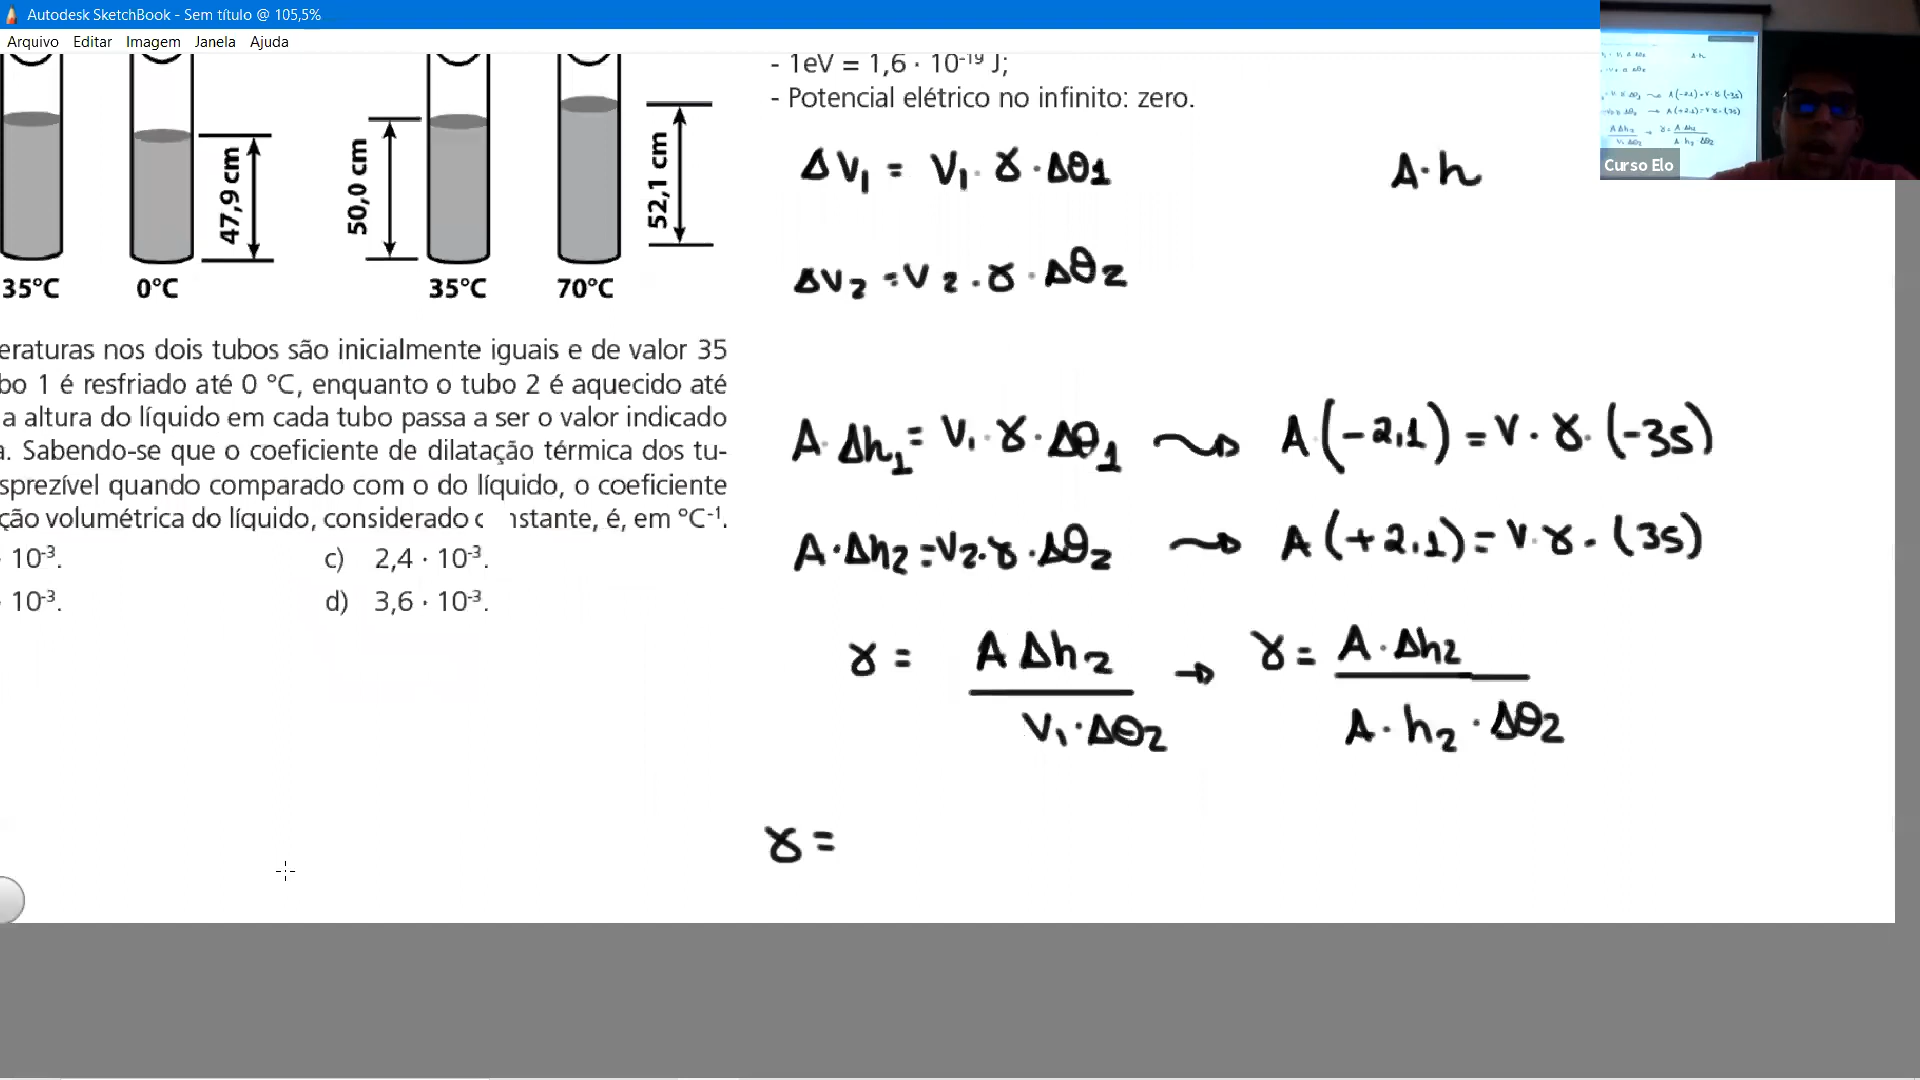 Autodesk SketchBook - Sem título @ 105,5%
Arquivo Editar Imagem Janela Ajuda
47,9 cm
50,0 cm
52,1 cm
35°C 0°C 35°C 70°C
eraturas nos dois tubos são inicialmente iguais e de valor 35
bo 1 é resfriado até 0 °C, enquanto o tubo 2 é aquecido até
a altura do líquido em cada tubo passa a ser o valor indicado
a. Sabendo-se que o coeficiente de dilatação térmica dos tu-
sprezível quando comparado com o do líquido, o coeficiente
ção volumétrica do líquido, considerado c nstante, é, em °C⁻¹.
· 10⁻³. c) 2,4 · 10⁻³.
· 10⁻³. d) 3,6 · 10⁻³.
- 1eV = 1,6 · 10⁻¹⁹ J;
- Potencial elétrico no infinito: zero.
ΔV₁ = V₁ · γ · Δθ1
A·h
ΔV₂ = V₂ · γ · Δθ₂
A·Δh₁ = V₁ · γ · Δθ₁ ⤳ A(-2,1) = V · γ · (-35)
A·Δh₂ = V₂ · γ · Δθ₂ ⤳ A(+2,1) = V · γ · (35)
γ = A Δh₂ / V₁ · Δθ₂ → γ = A · Δh₂ / A · h₂ · Δθ₂
γ =
Curso Elo